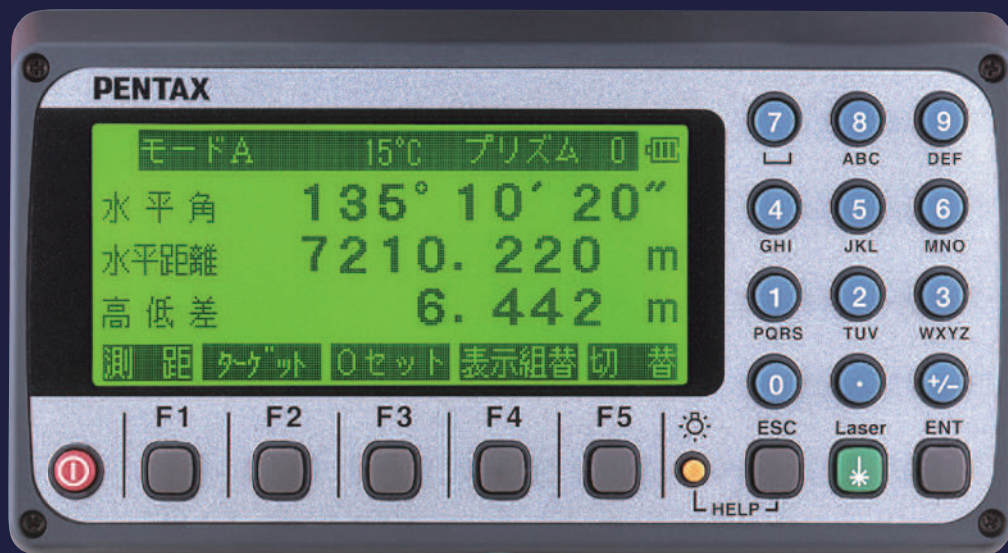 PENTAX
モードA 15℃ プリズム 0
水平角 135° 10′ 20″
水平距離 7210. 220 m
高低差 6. 442 m
測距 ターゲット 0セット 表示組替 切替
F1 F2 F3 F4 F5
HELP
7 8 9
ABC DEF
4 5 6
GHI JKL MNO
1 2 3
PQRS TUV WXYZ
0 . +/-
ESC Laser ENT